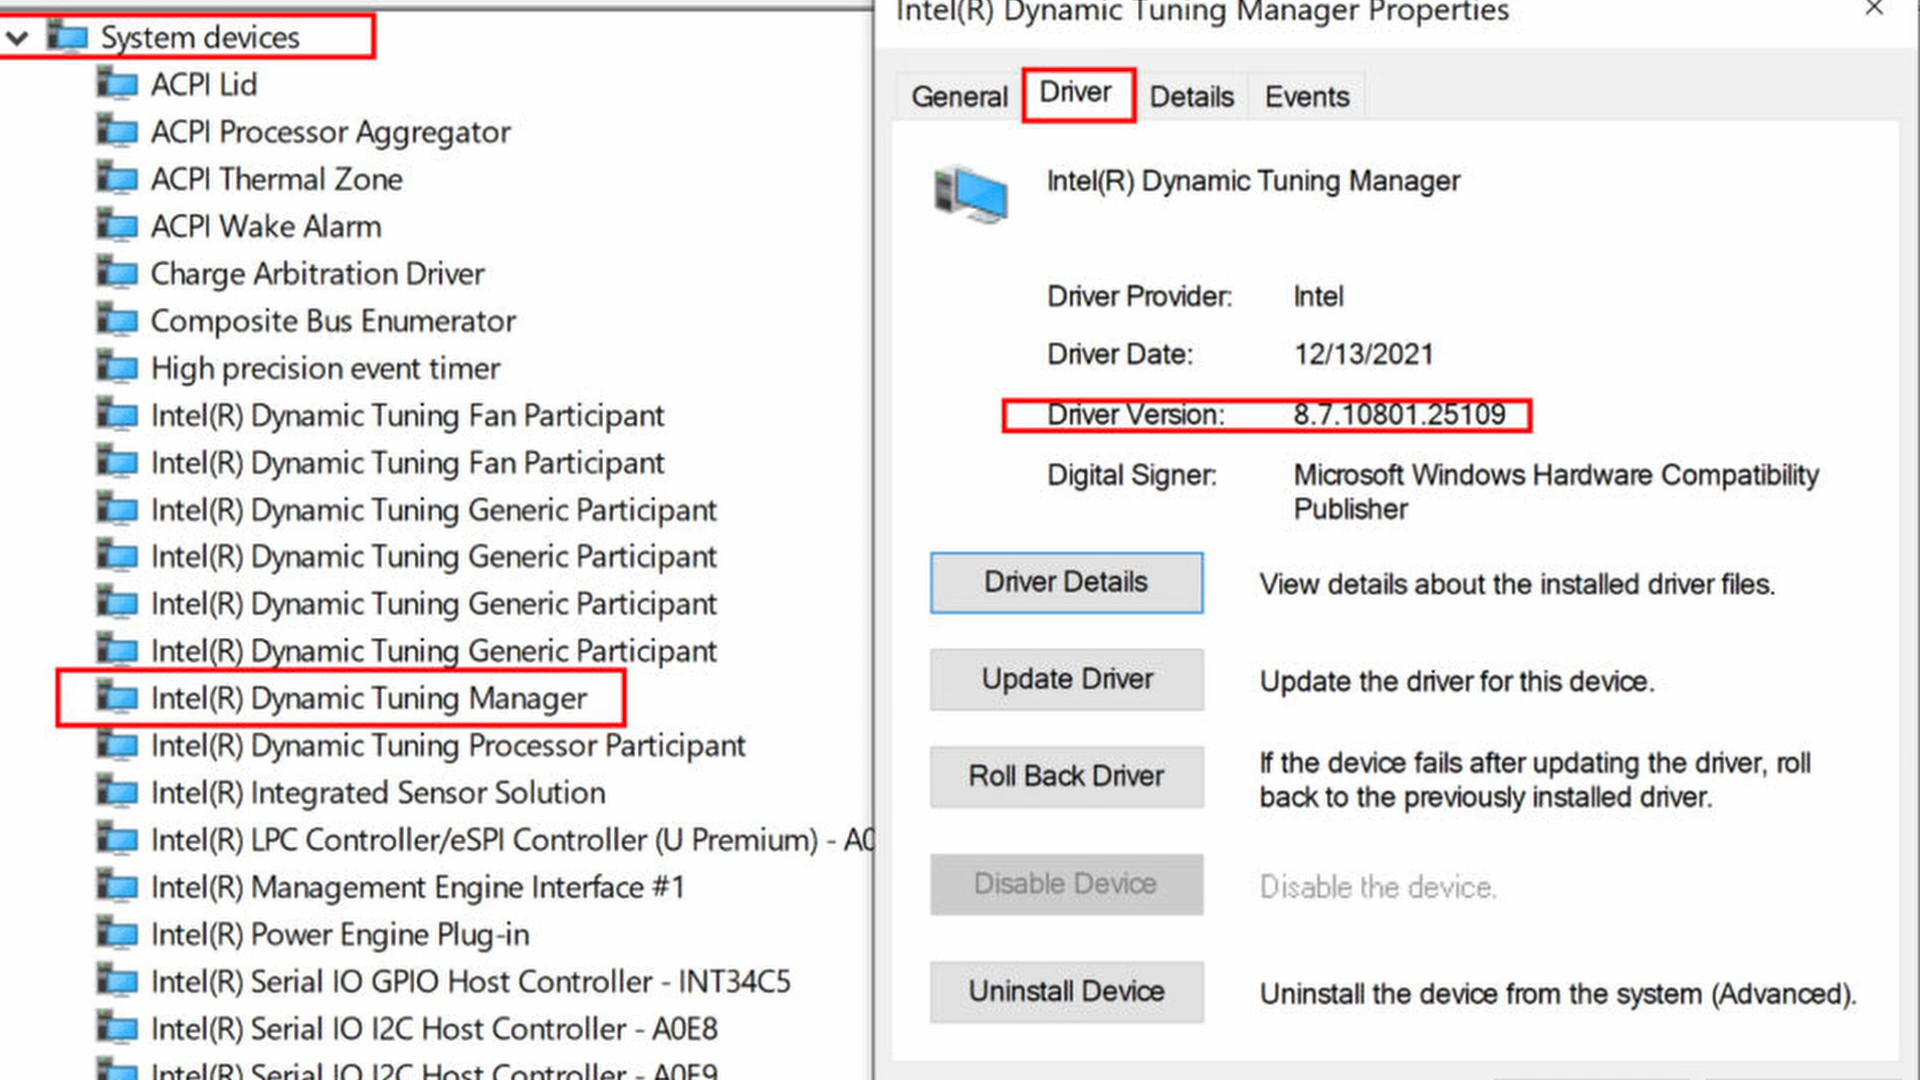 System devices
ACPI Lid
ACPI Processor Aggregator
ACPI Thermal Zone
ACPI Wake Alarm
Charge Arbitration Driver
Composite Bus Enumerator
High precision event timer
Intel(R) Dynamic Tuning Fan Participant
Intel(R) Dynamic Tuning Fan Participant
Intel(R) Dynamic Tuning Generic Participant
Intel(R) Dynamic Tuning Generic Participant
Intel(R) Dynamic Tuning Generic Participant
Intel(R) Dynamic Tuning Generic Participant
Intel(R) Dynamic Tuning Manager
Intel(R) Dynamic Tuning Processor Participant
Intel(R) Integrated Sensor Solution
Intel(R) LPC Controller/eSPI Controller (U Premium) - A0
Intel(R) Management Engine Interface #1
Intel(R) Power Engine Plug-in
Intel(R) Serial IO GPIO Host Controller - INT34C5
Intel(R) Serial IO I2C Host Controller - A0E8
Intel(R) Serial IO I2C Host Controller - A0E9
Intel(R) Dynamic Tuning Manager Properties
General Driver Details Events
Intel(R) Dynamic Tuning Manager
Driver Provider: Intel
Driver Date: 12/13/2021
Driver Version: 8.7.10801.25109
Digital Signer: Microsoft Windows Hardware Compatibility
Publisher
Driver Details View details about the installed driver files.
Update Driver Update the driver for this device.
Roll Back Driver If the device fails after updating the driver, roll
back to the previously installed driver.
Disable Device Disable the device.
Uninstall Device Uninstall the device from the system (Advanced).